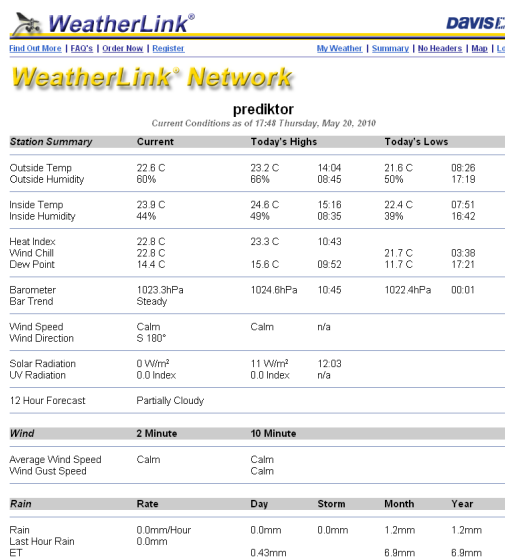 WeatherLink®
DAVIS
Find Out More | FAQ's | Order Now | Register My Weather | Summary | No Headers | Map |
WeatherLink® Network
prediktor
Current Conditions as of 17:48 Thursday, May 20, 2010
Station Summary Current Today's Highs Today's Lows
Outside Temp 22.6 C 23.2 C 14:04 21.6 C 08:26
Outside Humidity 60% 66% 08:45 50% 17:19
Inside Temp 23.9 C 24.6 C 15:16 22.4 C 07:51
Inside Humidity 44% 49% 08:35 39% 16:42
Heat Index 22.8 C 23.3 C 10:43
Wind Chill 22.8 C 21.7 C 03:38
Dew Point 14.4 C 15.6 C 09:52 11.7 C 17:21
Barometer 1023.3hPa 1024.6hPa 10:45 1022.4hPa 00:01
Bar Trend Steady
Wind Speed Calm Calm n/a
Wind Direction S 180°
Solar Radiation 0 W/m² 11 W/m² 12:03
UV Radiation 0.0 Index 0.0 Index n/a
12 Hour Forecast Partially Cloudy
Wind 2 Minute 10 Minute
Average Wind Speed Calm Calm
Wind Gust Speed Calm
Rain Rate Day Storm Month Year
Rain 0.0mm/Hour 0.0mm 0.0mm 1.2mm 1.2mm
Last Hour Rain 0.0mm
ET 0.43mm 6.9mm 6.9mm